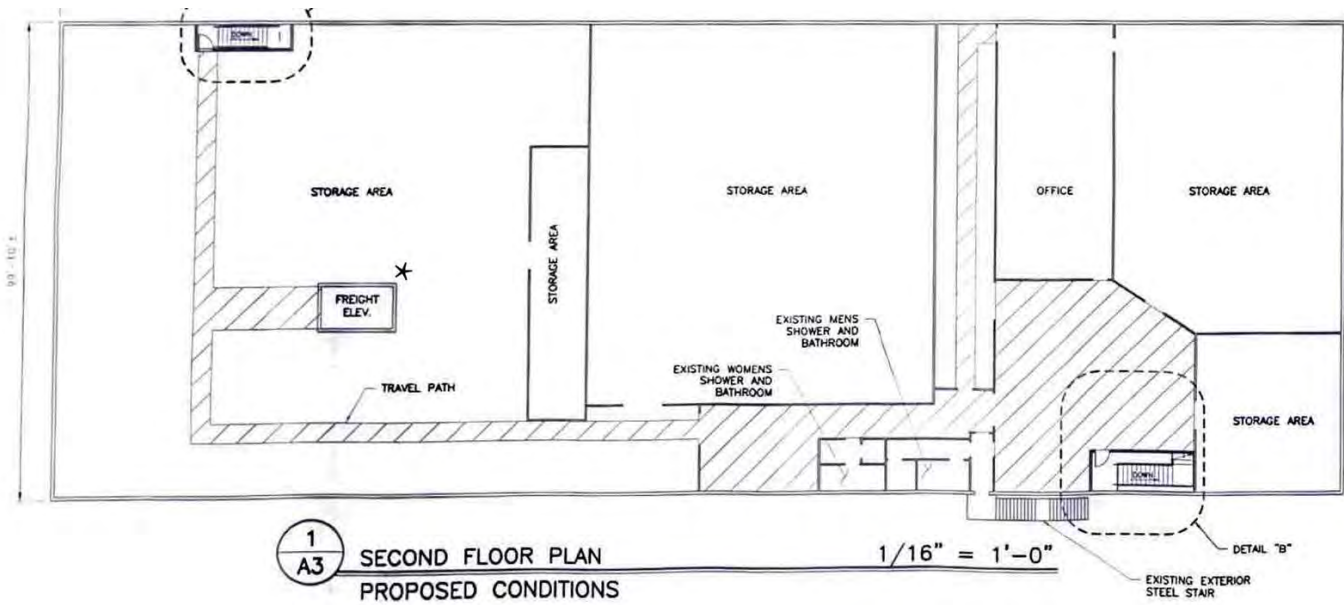 DOWN
STORAGE AREA
STORAGE AREA
OFFICE
STORAGE AREA
99'-10"±
STORAGE AREA
FREIGHT
ELEV.
EXISTING MENS
SHOWER AND
BATHROOM
EXISTING WOMENS
SHOWER AND
BATHROOM
TRAVEL PATH
STORAGE AREA
DOWN
1
A3
SECOND FLOOR PLAN
1/16" = 1'-0"
PROPOSED CONDITIONS
DETAIL "B"
EXISTING EXTERIOR
STEEL STAIR